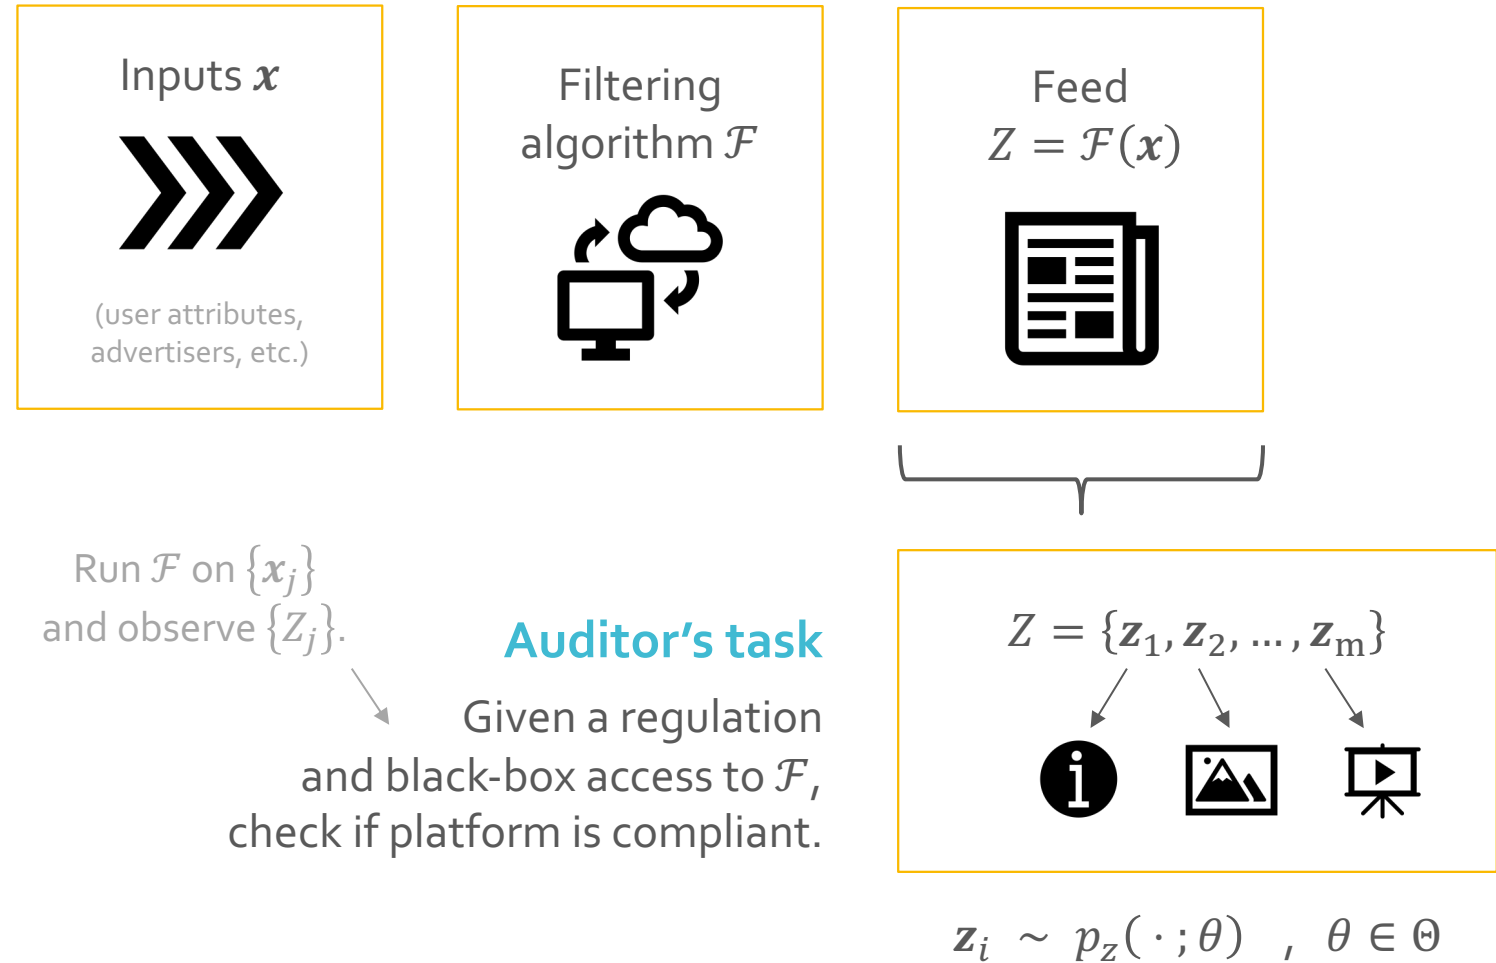 Inputs 𝒙
(user attributes,
advertisers, etc.)
Filtering
algorithm ℱ
Feed
𝑍 = ℱ(𝒙)
Run ℱ on {𝒙ⱼ}
and observe {𝑍ⱼ}.
Auditor’s task
Given a regulation
and black-box access to ℱ,
check if platform is compliant.
𝑍 = {𝒛₁, 𝒛₂, … , 𝒛ₘ}
𝒛ᵢ ~ 𝑝_𝑧( · ; 𝜃) , 𝜃 ∈ Θ